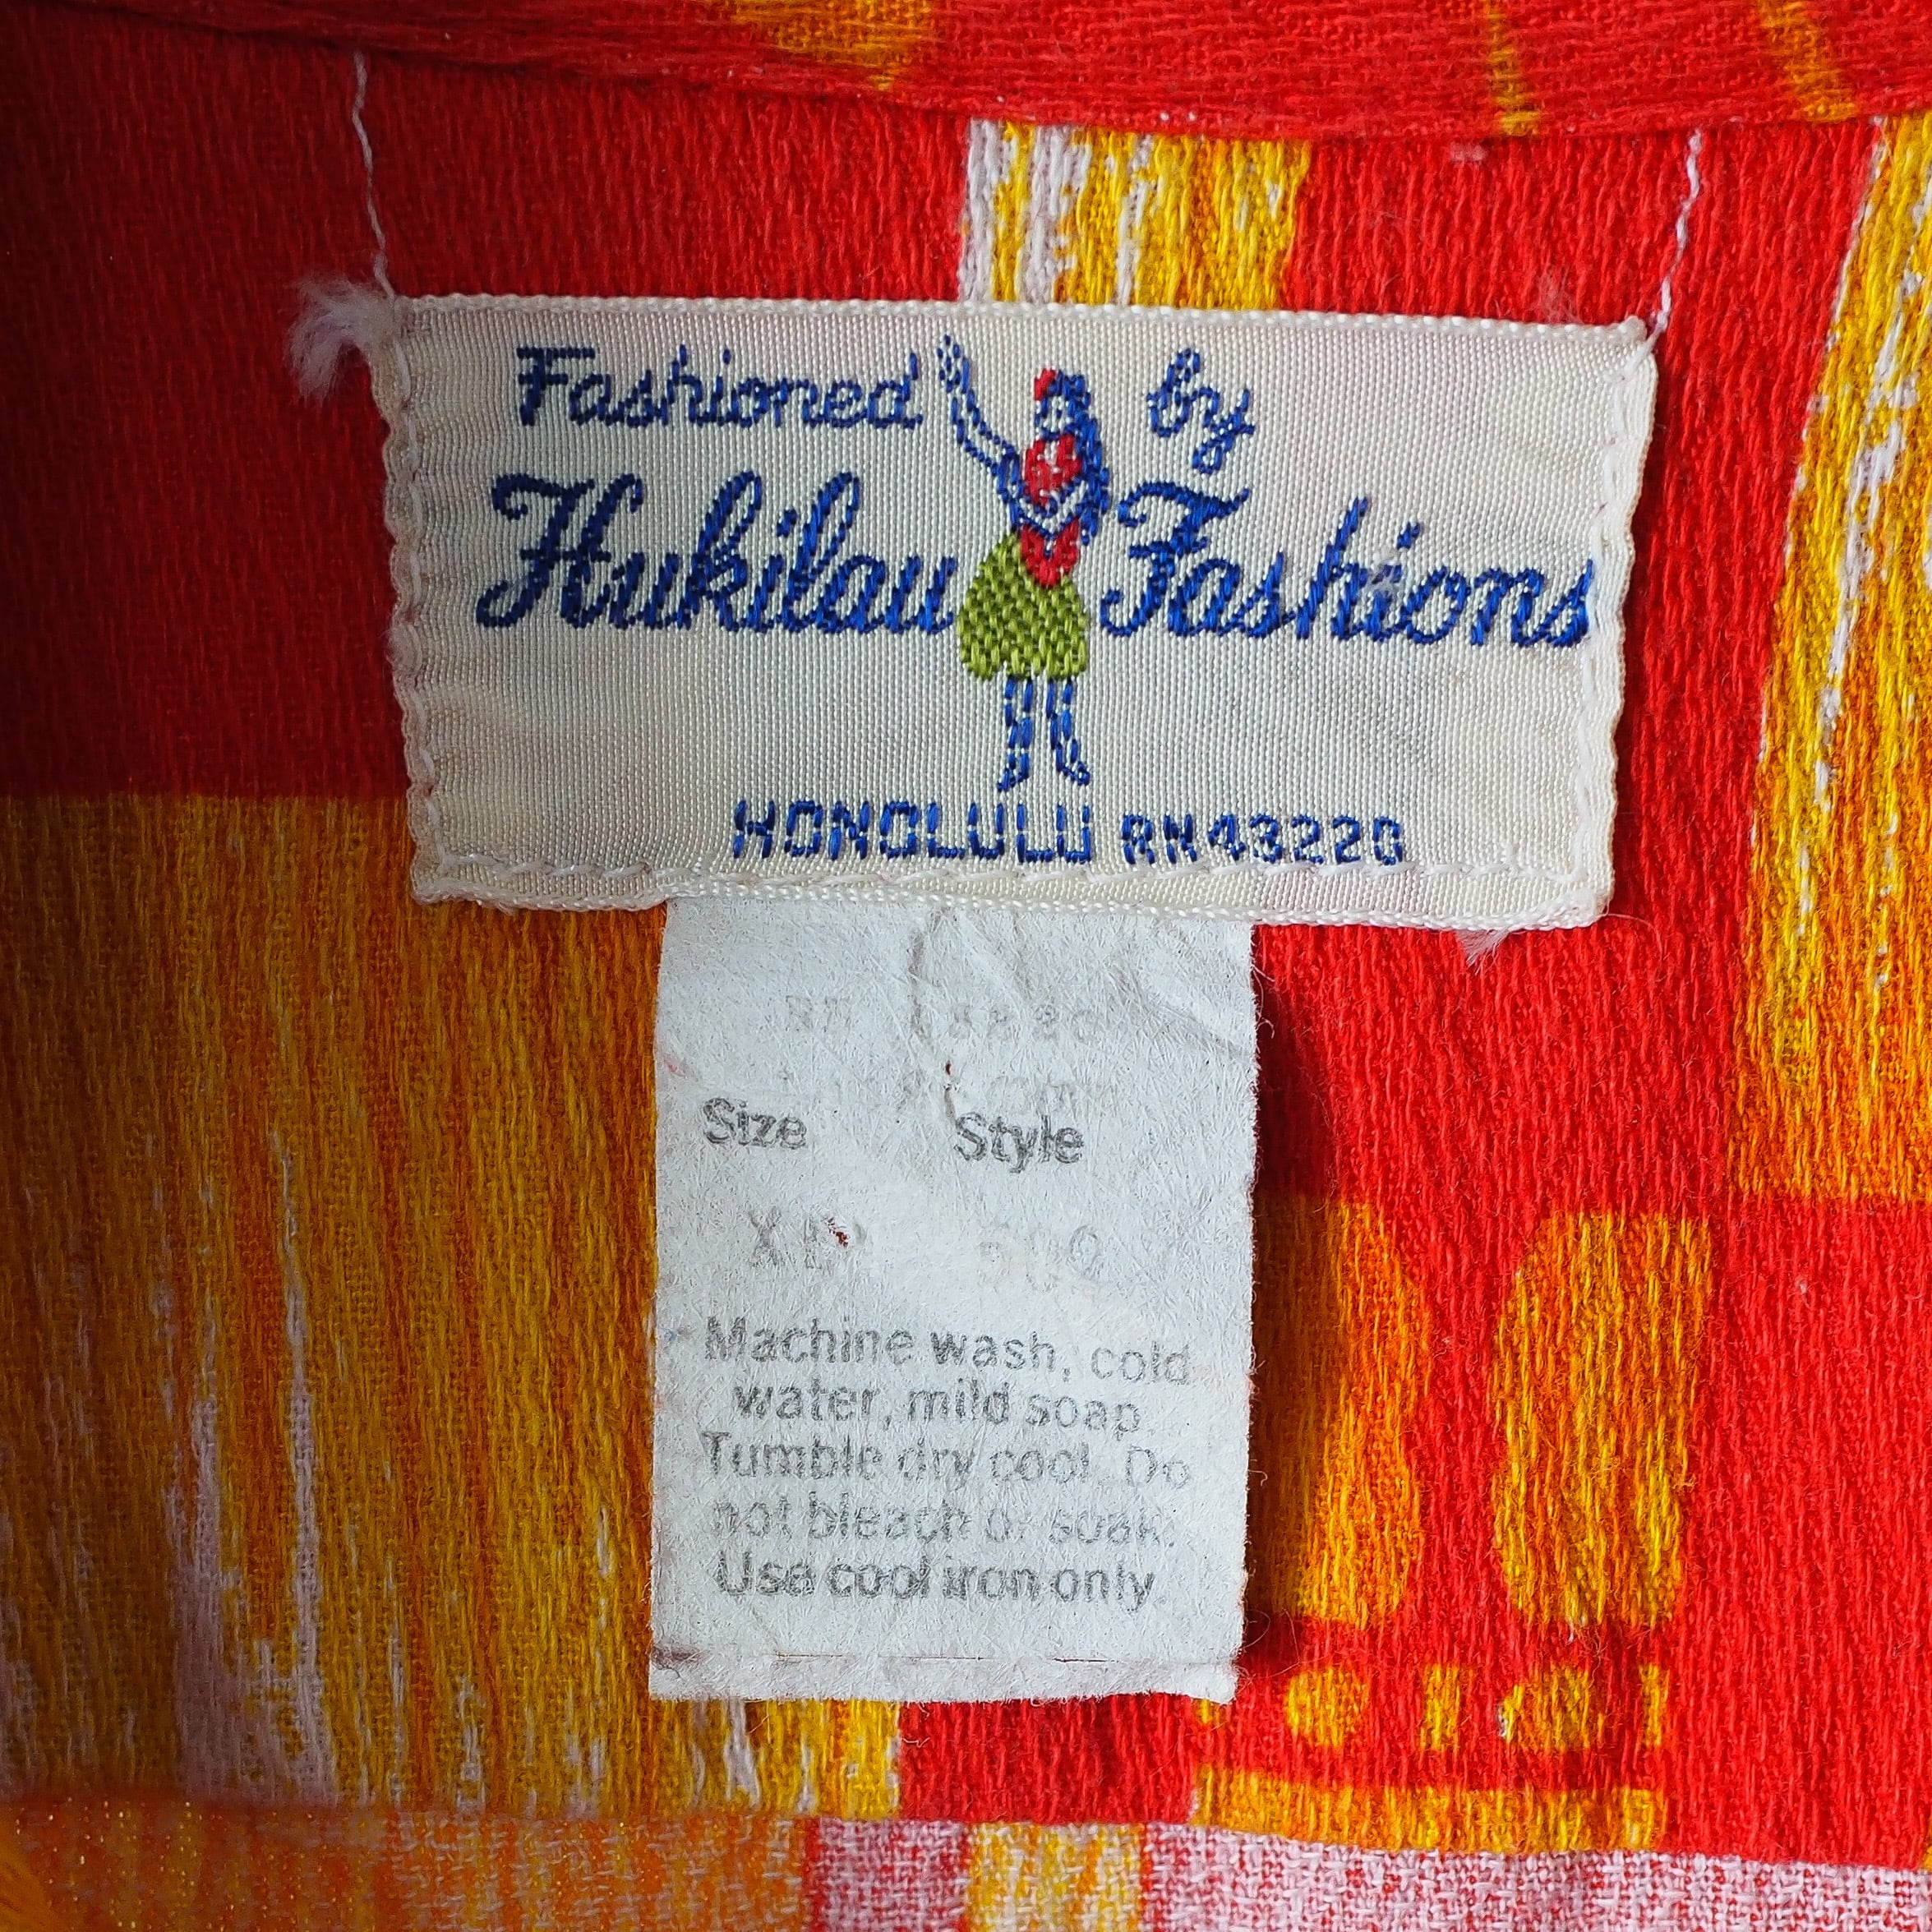 Fashioned by
Hukilau Fashions
HONOLULU RN43220
Size Style
Machine wash, cold
water, mild soap.
Tumble dry cool. Do
not bleach or soak.
Use cool iron only.